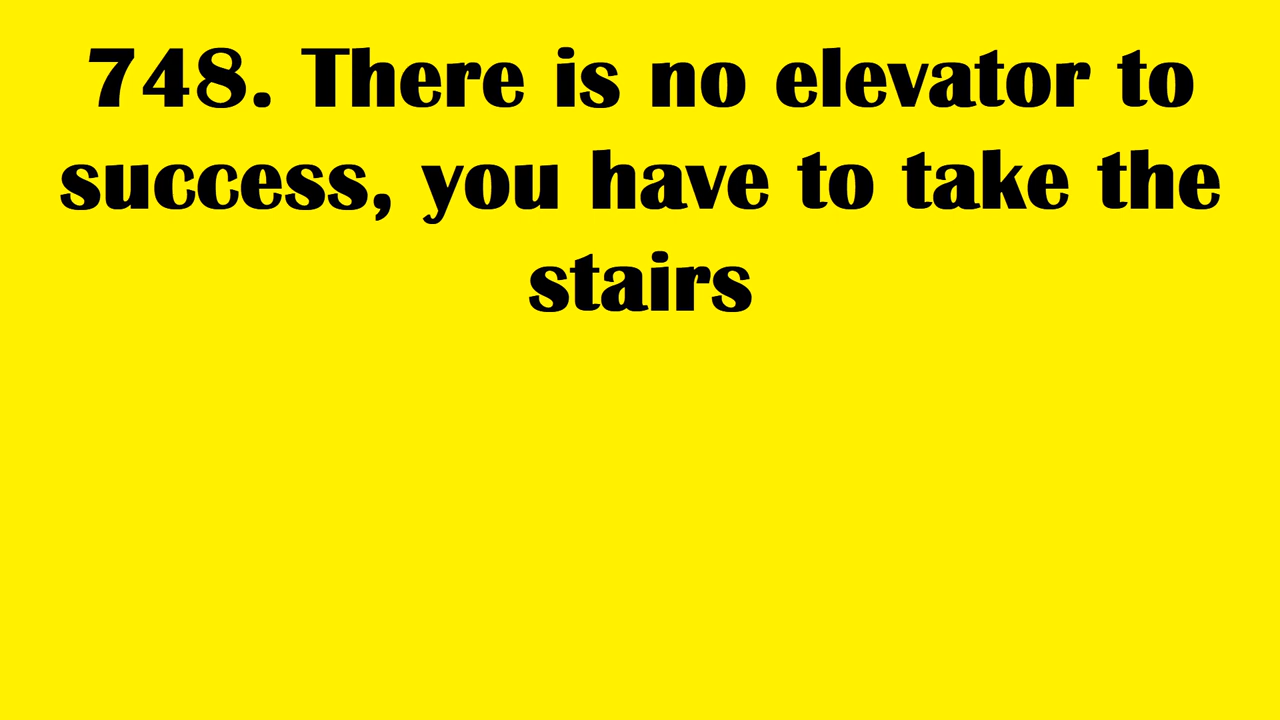 748. There is no elevator to
success, you have to take the
stairs